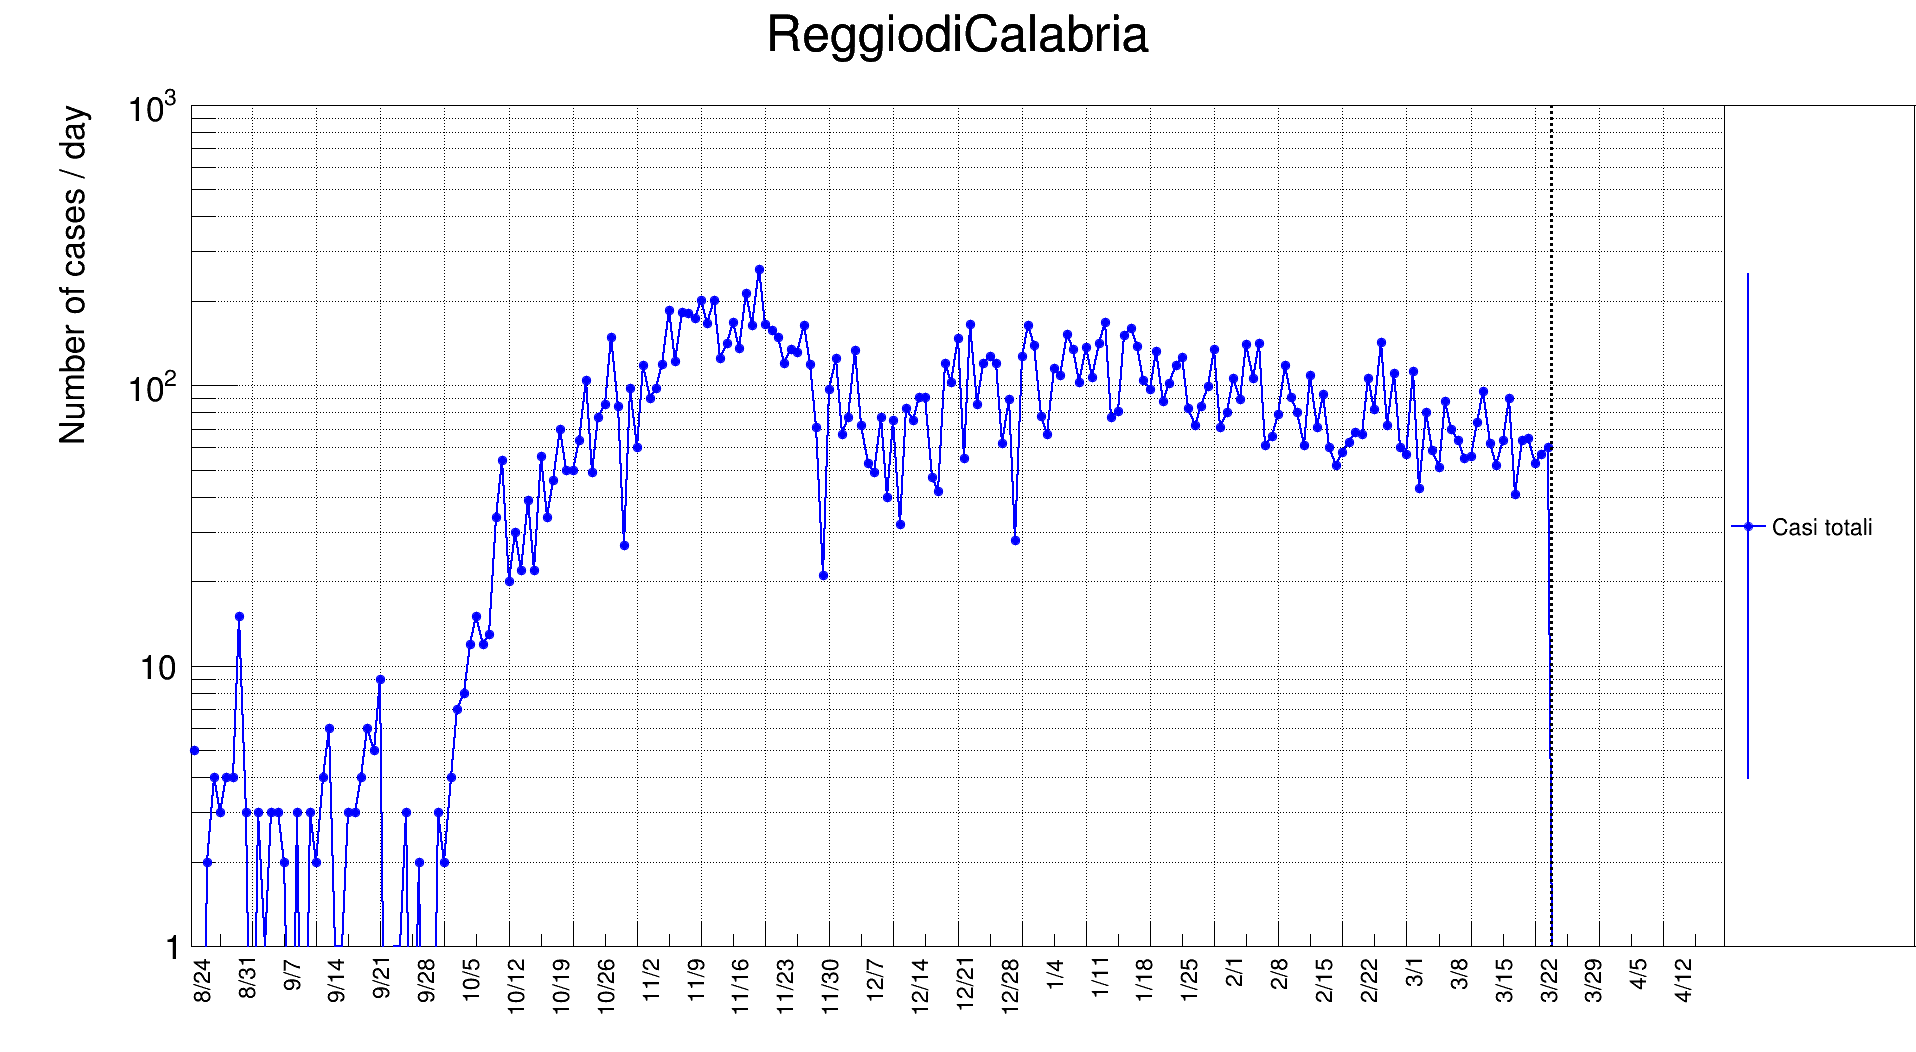 ReggiodiCalabria
Number of cases / day
10³
10²
10
1
8/24 8/31 9/7 9/14 9/21 9/28 10/5 10/12 10/19 10/26 11/2 11/9 11/16 11/23 11/30 12/7 12/14 12/21 12/28 1/4 1/11 1/18 1/25 2/1 2/8 2/15 2/22 3/1 3/8 3/15 3/22 3/29 4/5 4/12
Casi totali